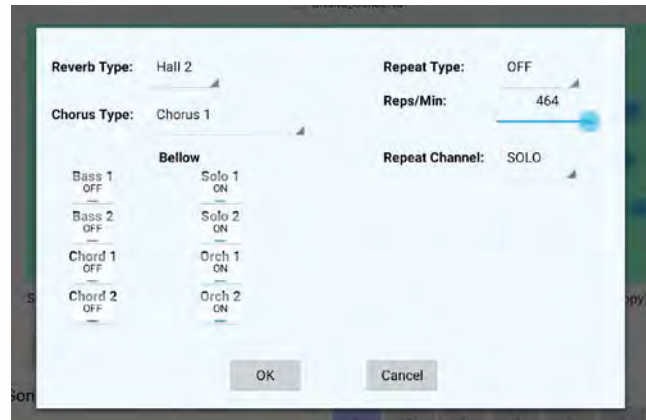 Reverb Type: Hall 2
Repeat Type: OFF
Reps/Min: 464
Chorus Type: Chorus 1
Bellow
Repeat Channel: SOLO
Bass 1 Solo 1
OFF ON
Bass 2 Solo 2
OFF ON
Chord 1 Orch 1
OFF ON
Chord 2 Orch 2
OFF ON
OK Cancel
Son